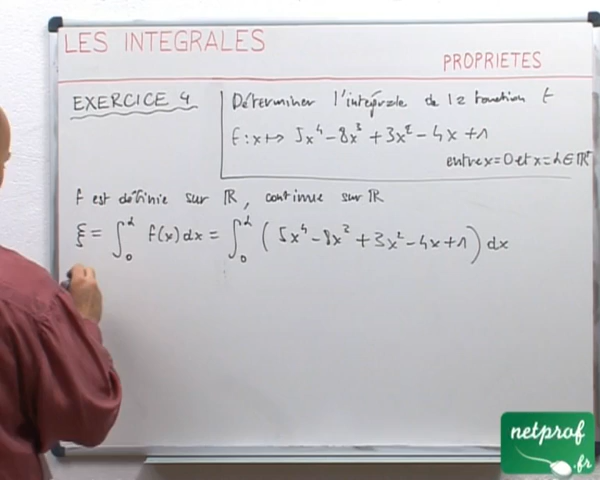 LES INTEGRALES
PROPRIETES
EXERCICE 4
Déterminer l'intégrale de la fonction f
f : x ↦ 5x⁴ - 8x³ + 3x² - 4x + 1
entre x = 0 et x = α ∈ ℝ⁺
f est définie sur ℝ, continue sur ℝ
ξ = ∫₀^α f(x) dx = ∫₀^α ( 5x⁴ - 8x³ + 3x² - 4x + 1 ) dx
netprof
.fr